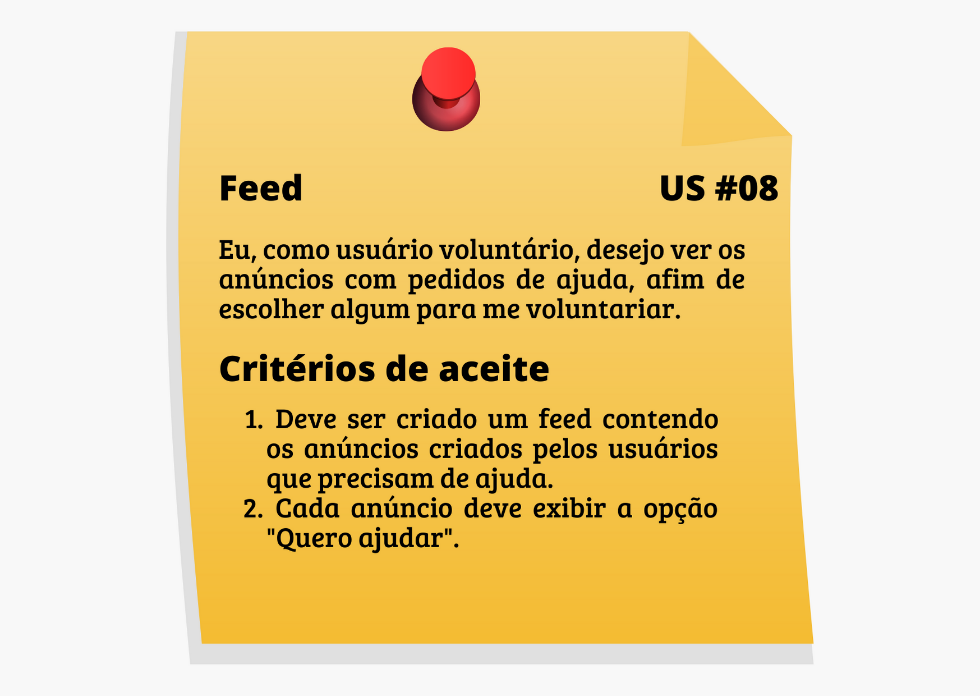 Feed US #08
Eu, como usuário voluntário, desejo ver os
anúncios com pedidos de ajuda, afim de
escolher algum para me voluntariar.
Critérios de aceite
1. Deve ser criado um feed contendo
os anúncios criados pelos usuários
que precisam de ajuda.
2. Cada anúncio deve exibir a opção
"Quero ajudar".